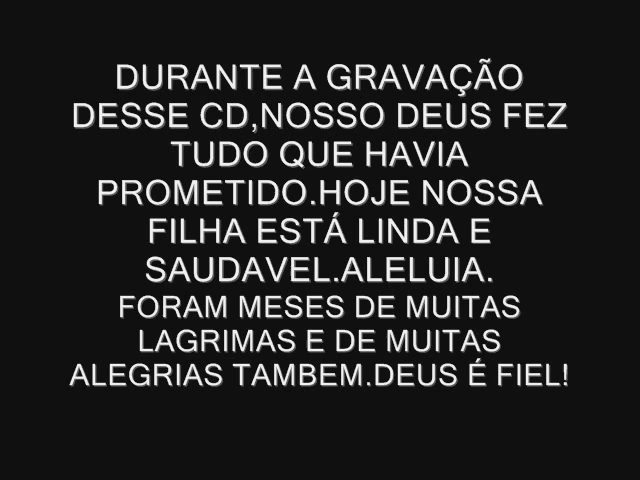 DURANTE A GRAVAÇÃO
DESSE CD,NOSSO DEUS FEZ
TUDO QUE HAVIA
PROMETIDO.HOJE NOSSA
FILHA ESTÁ LINDA E
SAUDAVEL.ALELUIA.
FORAM MESES DE MUITAS
LAGRIMAS E DE MUITAS
ALEGRIAS TAMBEM.DEUS É FIEL!